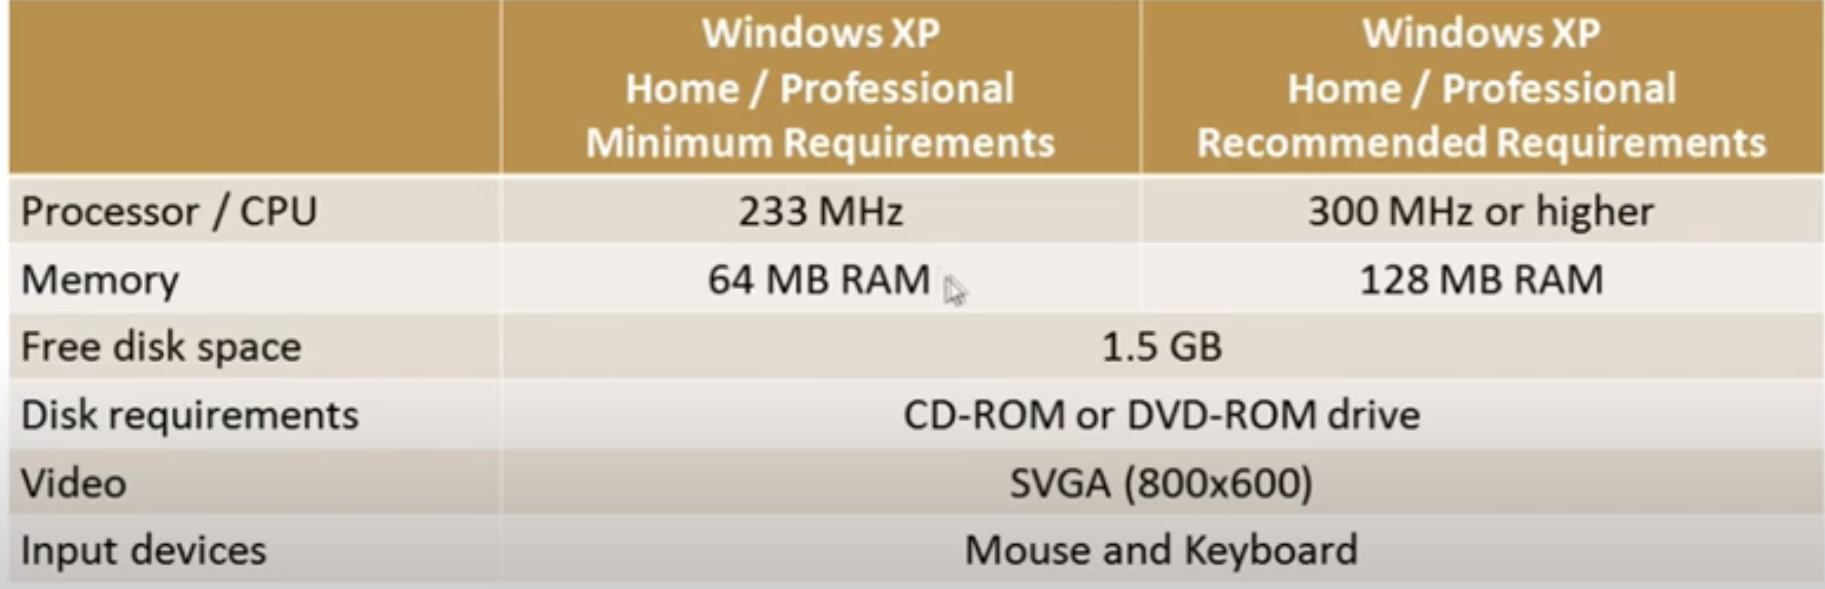 Windows XP
Home / Professional
Minimum Requirements
Windows XP
Home / Professional
Recommended Requirements
Processor / CPU 233 MHz 300 MHz or higher
Memory 64 MB RAM 128 MB RAM
Free disk space 1.5 GB
Disk requirements CD-ROM or DVD-ROM drive
Video SVGA (800x600)
Input devices Mouse and Keyboard